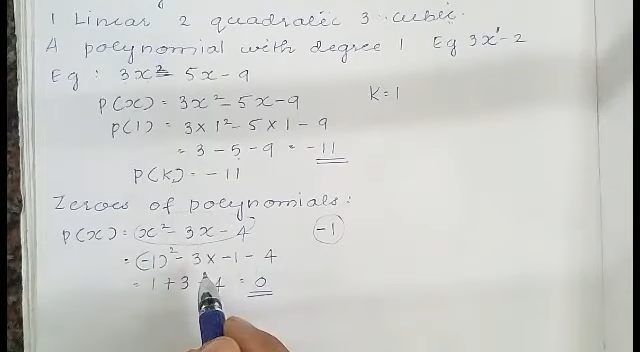 1 Linear 2 quadratic 3 cubic.
A polynomial with degree 1 Eg 3x¹-2
Eg : 3x² - 5x - 9
P(x) = 3x² - 5x - 9 K=1
P(1) = 3 x 1² - 5 x 1 - 9
= 3 - 5 - 9 = -11
P(K) = -11
Zeroes of polynomials:
P(x) = x² - 3x - 4 -1
= (-1)² - 3x -1 - 4
= 1 + 3 - 4 = 0